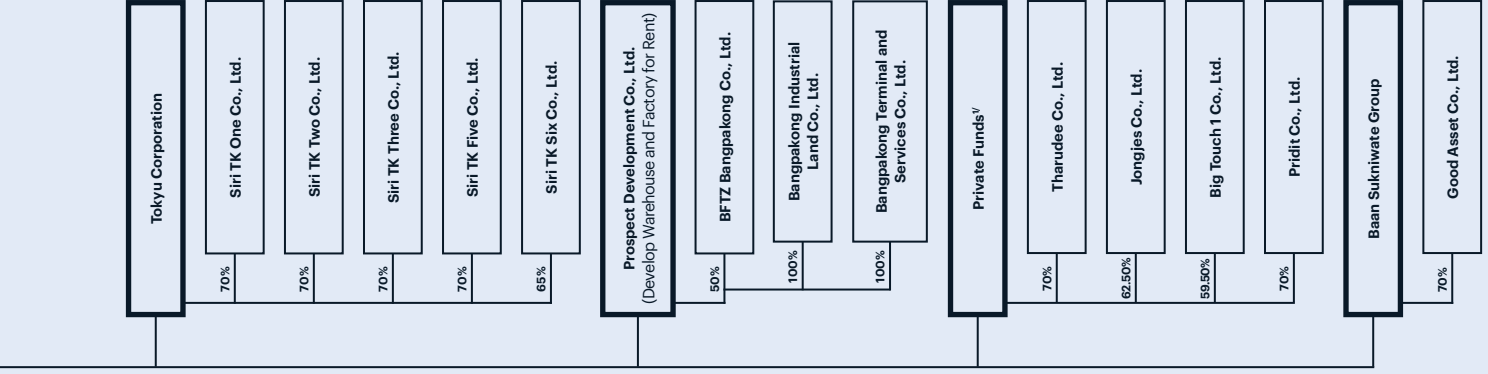 Tokyu Corporation
70%
Siri TK One Co., Ltd.
70%
Siri TK Two Co., Ltd.
70%
Siri TK Three Co., Ltd.
70%
Siri TK Five Co., Ltd.
65%
Siri TK Six Co., Ltd.
Prospect Development Co., Ltd.
(Develop Warehouse and Factory for Rent)
50%
BFTZ Bangpakong Co., Ltd.
100%
Bangpakong Industrial
Land Co., Ltd.
100%
Bangpakong Terminal and
Services Co., Ltd.
Private Funds¹/
70%
Tharudee Co., Ltd.
62.50%
Jongjes Co., Ltd.
59.50%
Big Touch 1 Co., Ltd.
70%
Pridit Co., Ltd.
Baan Sukniwate Group
70%
Good Asset Co., Ltd.